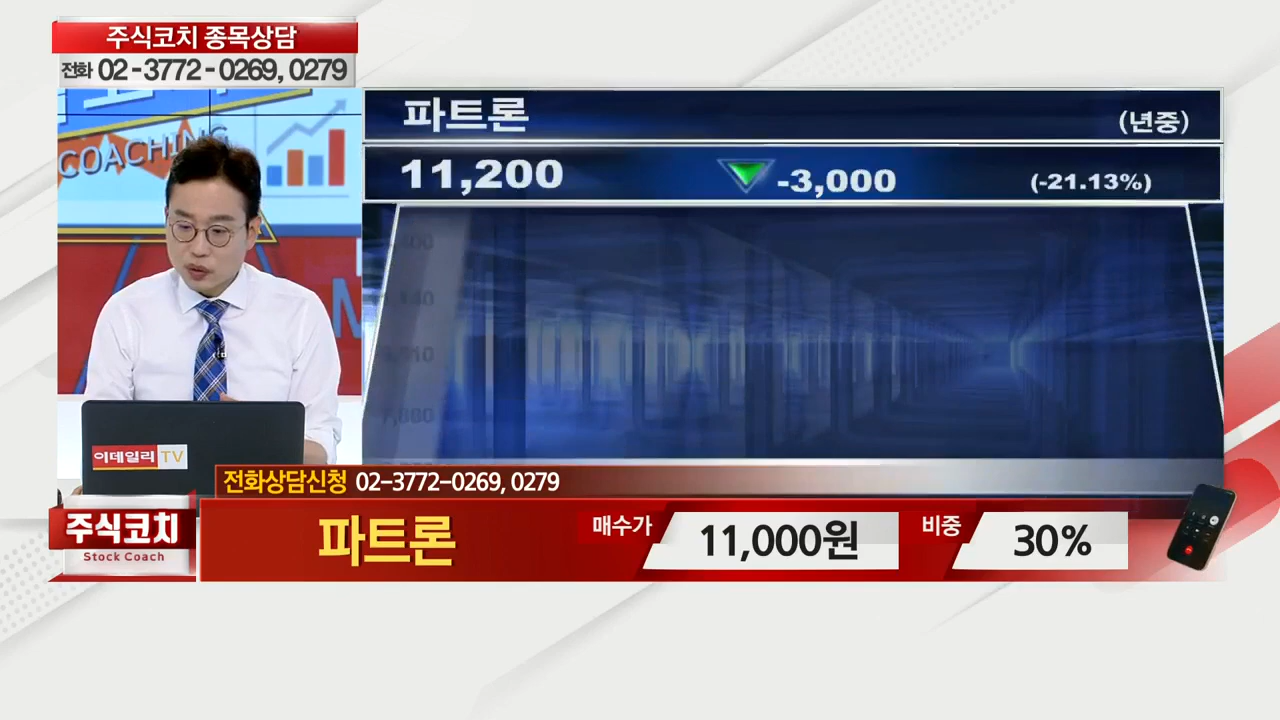 주식코치 종목상담
전화 02-3772-0269, 0279
COACHING
파트론
(년중)
11,200
-3,000
(-21.13%)
이데일리 TV
전화상담신청 02-3772-0269, 0279
주식코치
Stock Coach
파트론
매수가
11,000원
비중
30%